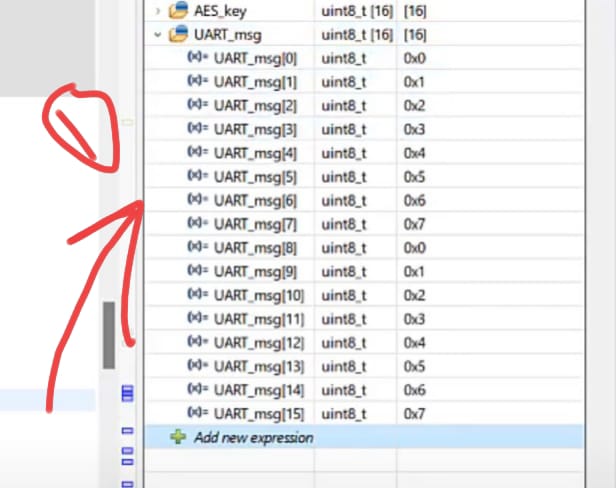 AES_key uint8_t [16] [16]
UART_msg uint8_t [16] [16]
(x)= UART_msg[0] uint8_t 0x0
(x)= UART_msg[1] uint8_t 0x1
(x)= UART_msg[2] uint8_t 0x2
(x)= UART_msg[3] uint8_t 0x3
(x)= UART_msg[4] uint8_t 0x4
(x)= UART_msg[5] uint8_t 0x5
(x)= UART_msg[6] uint8_t 0x6
(x)= UART_msg[7] uint8_t 0x7
(x)= UART_msg[8] uint8_t 0x0
(x)= UART_msg[9] uint8_t 0x1
(x)= UART_msg[10] uint8_t 0x2
(x)= UART_msg[11] uint8_t 0x3
(x)= UART_msg[12] uint8_t 0x4
(x)= UART_msg[13] uint8_t 0x5
(x)= UART_msg[14] uint8_t 0x6
(x)= UART_msg[15] uint8_t 0x7
Add new expression